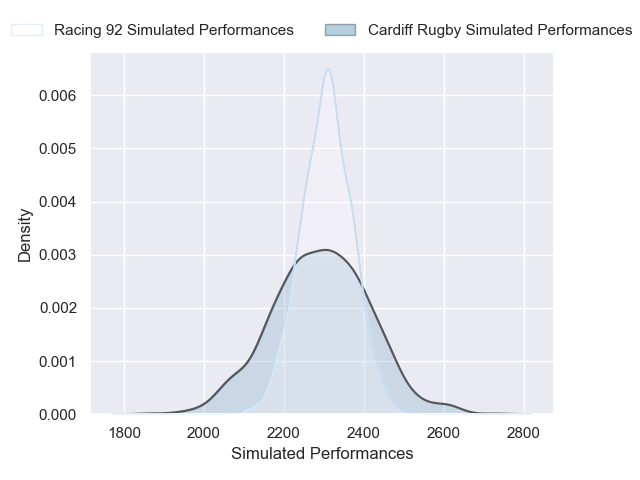 Racing 92 Simulated Performances Cardiff Rugby Simulated Performances
0.006
0.005
0.004
0.003
0.002
0.001
0.000
Density
1800 2000 2200 2400 2600 2800
Simulated Performances